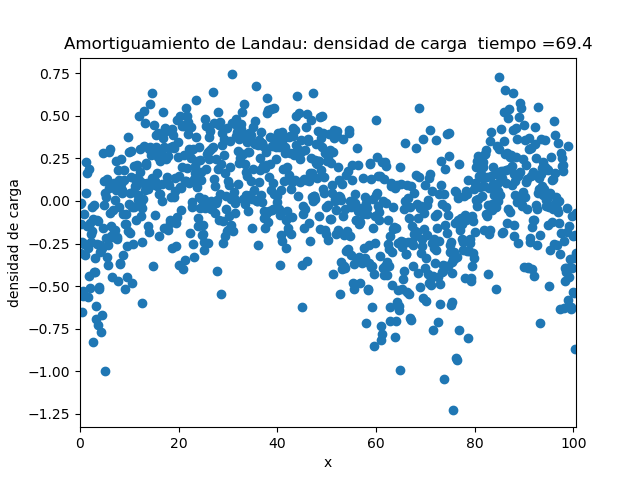 Amortiguamiento de Landau: densidad de carga  tiempo =69.4
densidad de carga
0.75
0.50
0.25
0.00
−0.25
−0.50
−0.75
−1.00
−1.25
0 20 40 60 80 100
x